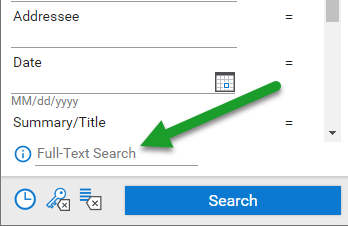 Addressee =
Date =
MM/dd/yyyy
Summary/Title =
Full-Text Search
Search